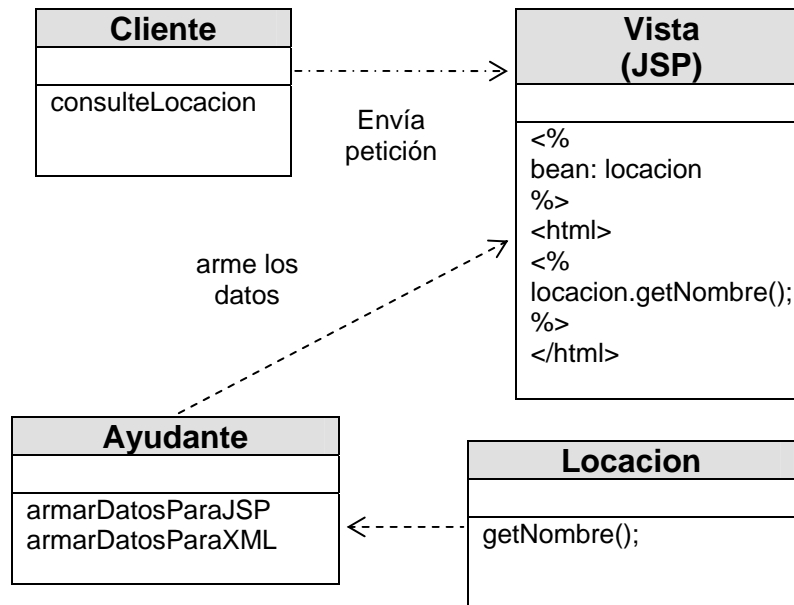 Cliente
consulteLocacion
Envía
petición
Vista
(JSP)
<%
bean: locacion
%>
<html>
<%
locacion.getNombre();
%>
</html>
arme los
datos
Ayudante
armarDatosParaJSP
armarDatosParaXML
Locacion
getNombre();